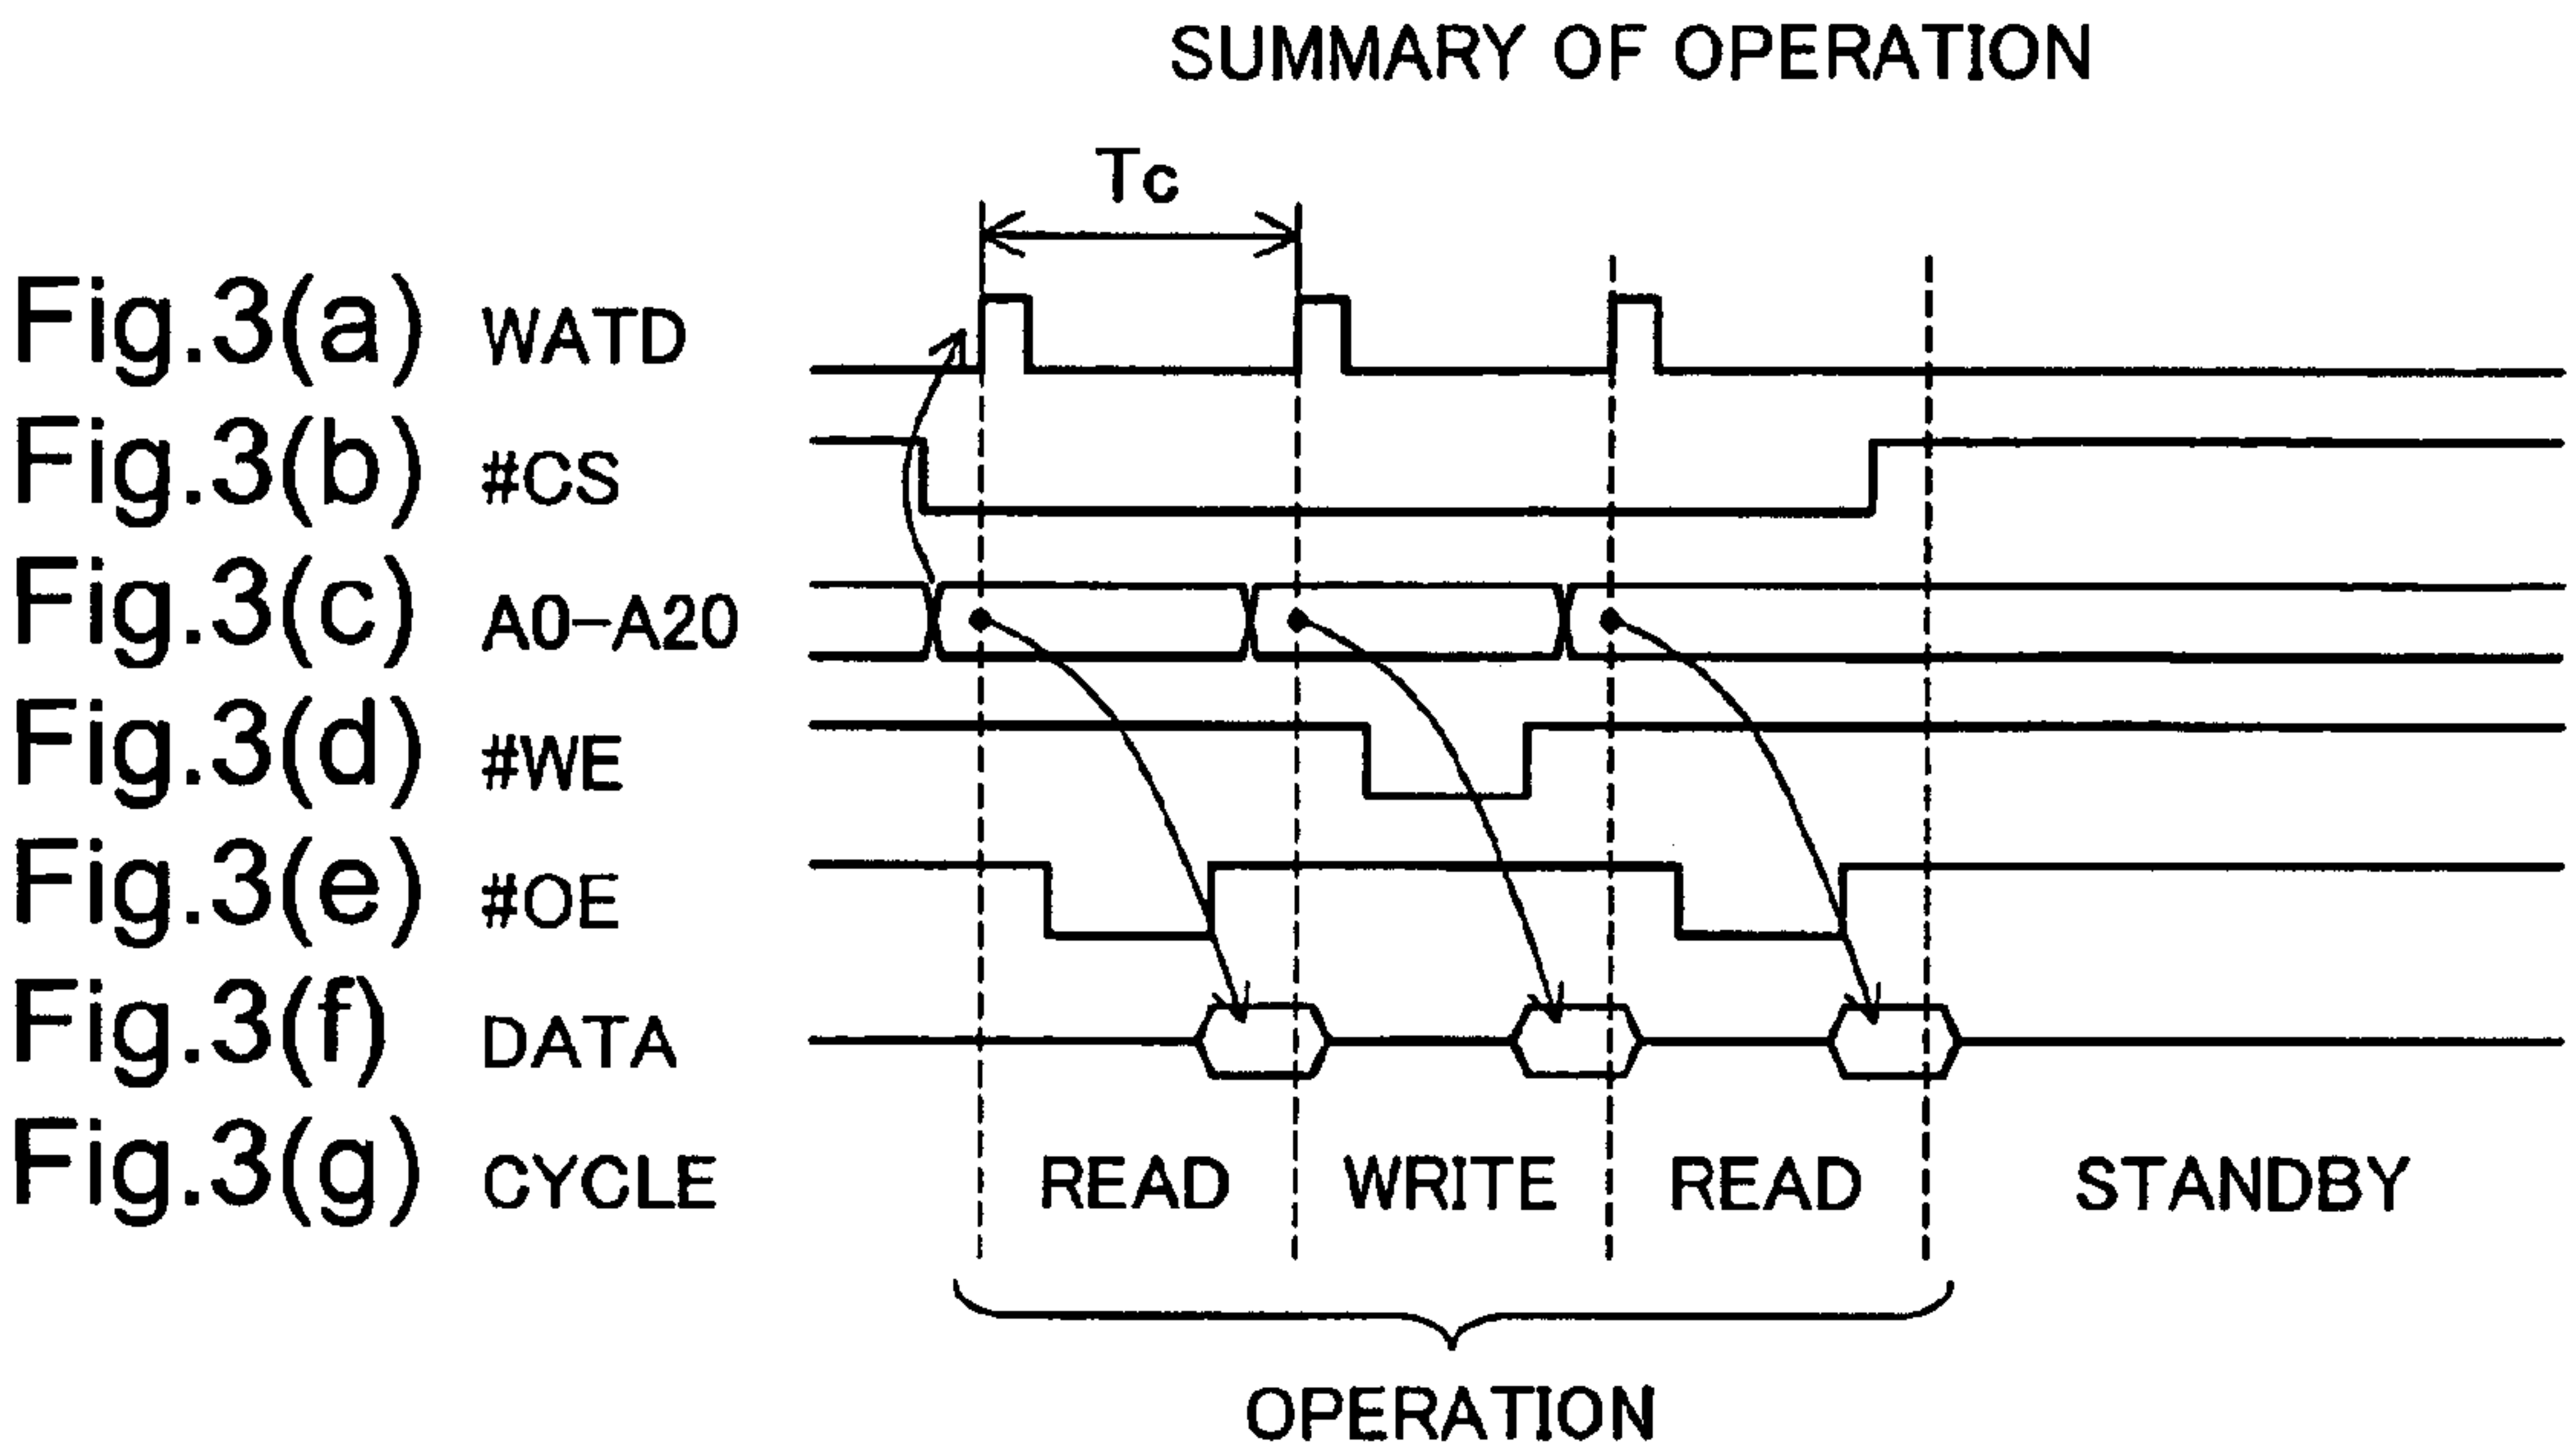 SUMMARY OF OPERATION
Tc
Fig.3(a) WATD
Fig.3(b) #CS
Fig.3(c) A0-A20
Fig.3(d) #WE
Fig.3(e) #OE
Fig.3(f) DATA
Fig.3(g) CYCLE READ WRITE READ STANDBY
OPERATION